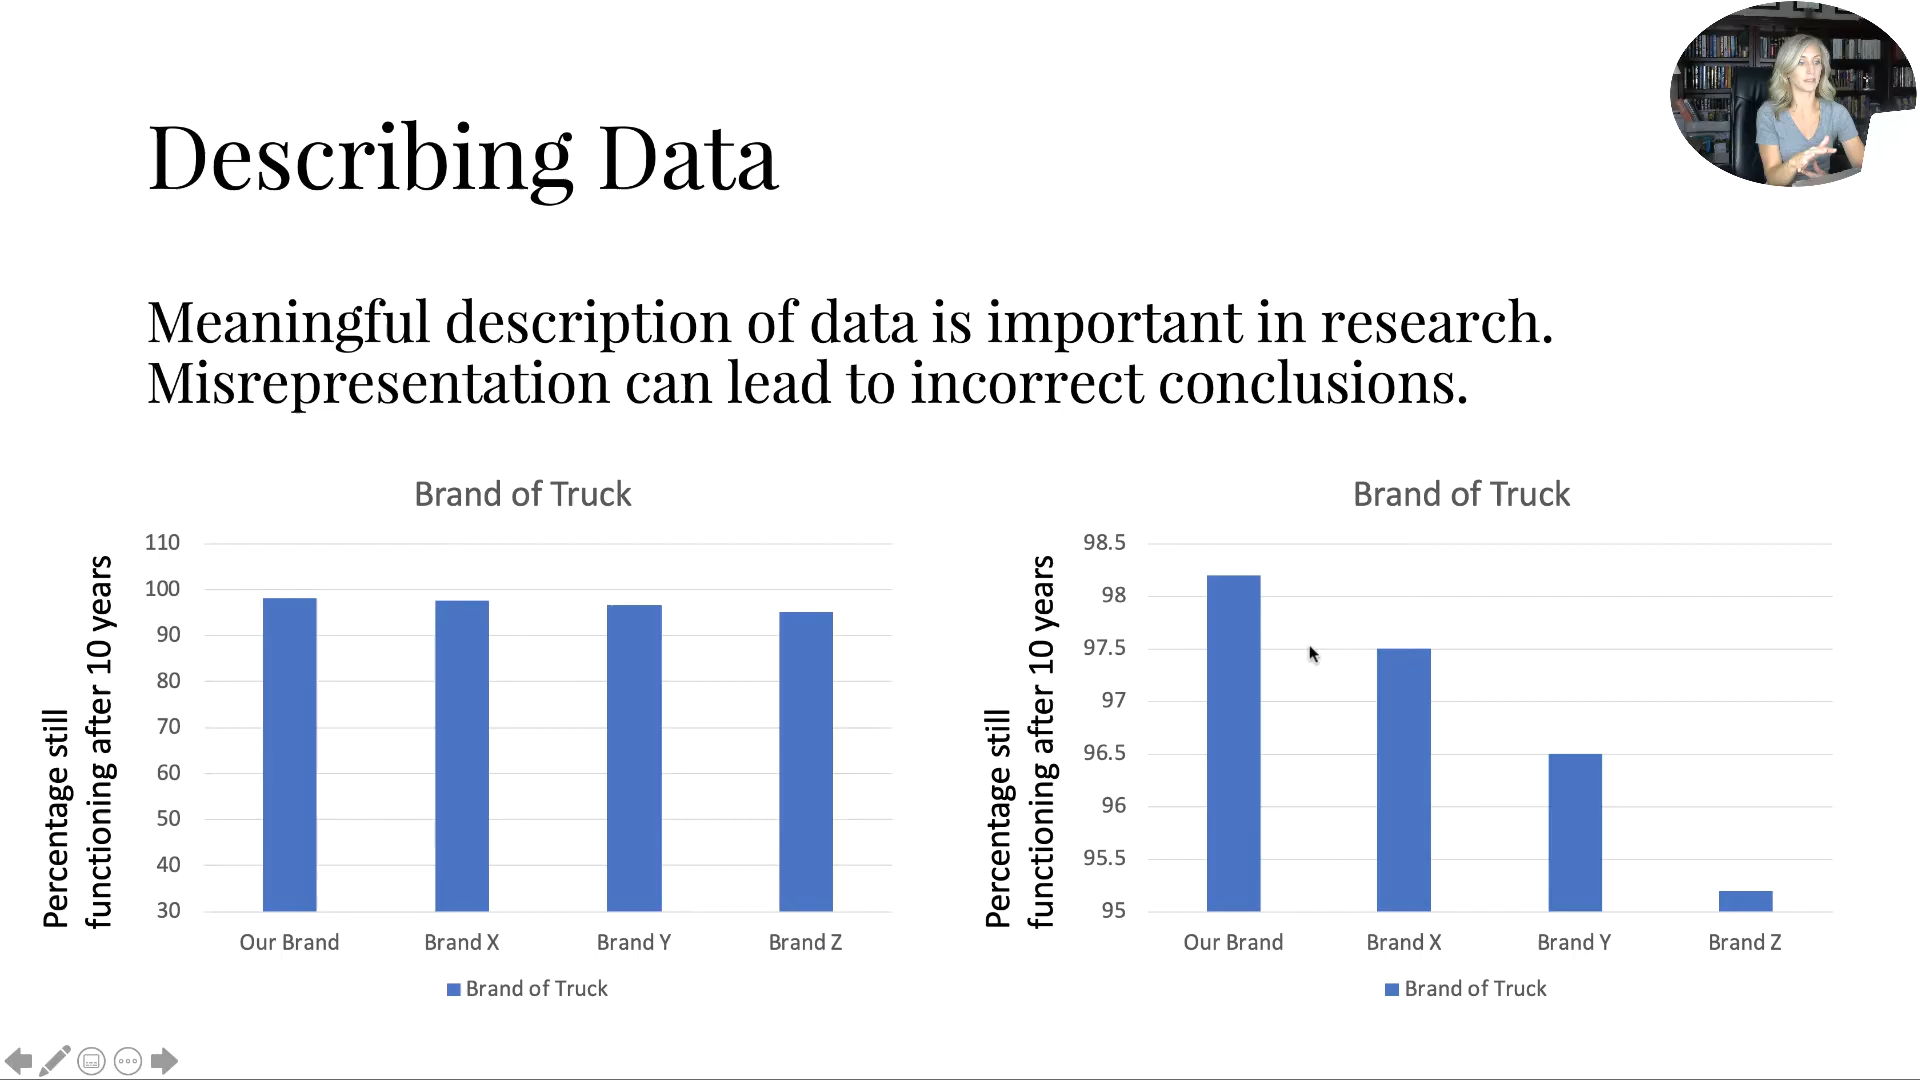 Describing Data
Meaningful description of data is important in research.
Misrepresentation can lead to incorrect conclusions.
Brand of Truck
Percentage still
functioning after 10 years
110
100
90
80
70
60
50
40
30
Our Brand Brand X Brand Y Brand Z
Brand of Truck
Brand of Truck
Percentage still
functioning after 10 years
98.5
98
97.5
97
96.5
96
95.5
95
Our Brand Brand X Brand Y Brand Z
Brand of Truck